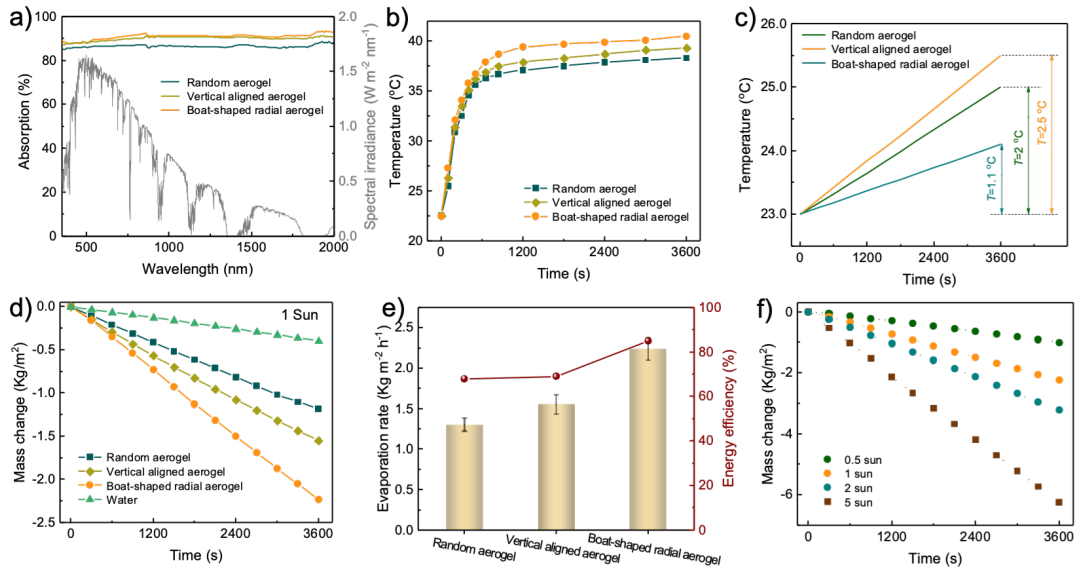 a)
100
80
60
40
20
0
Absorption (%)
2.0
1.5
1.0
0.5
0.0
Spectral irradiance (W m⁻² nm⁻¹)
Random aerogel
Vertical aligned aerogel
Boat-shaped radial aerogel
500
1000
1500
2000
Wavelength (nm)
b)
40
35
30
25
20
Temperature (°C)
Random aerogel
Vertical aligned aerogel
Boat-shaped radial aerogel
0
1200
2400
3600
Time (s)
c)
Random aerogel
Vertical aligned aerogel
Boat-shaped radial aerogel
26.0
25.0
24.0
23.0
Temperature (°C)
T=1.1 °C
T=2 °C
T=2.5 °C
0
1200
2400
3600
Time (s)
d)
1 Sun
0.0
-0.5
-1.0
-1.5
-2.0
-2.5
Mass change (Kg/m²)
Random aerogel
Vertical aligned aerogel
Boat-shaped radial aerogel
Water
0
1200
2400
3600
Time (s)
e)
2.5
2.0
1.5
1.0
0.5
0.0
Evaporation rate (Kg m⁻² h⁻¹)
100
80
60
40
20
0
Energy efficiency (%)
Random aerogel
Vertical aligned aerogel
Boat-shaped radial aerogel
f)
0
-2
-4
-6
Mass change (Kg/m²)
0.5 sun
1 sun
2 sun
5 sun
0
1200
2400
3600
Time (s)